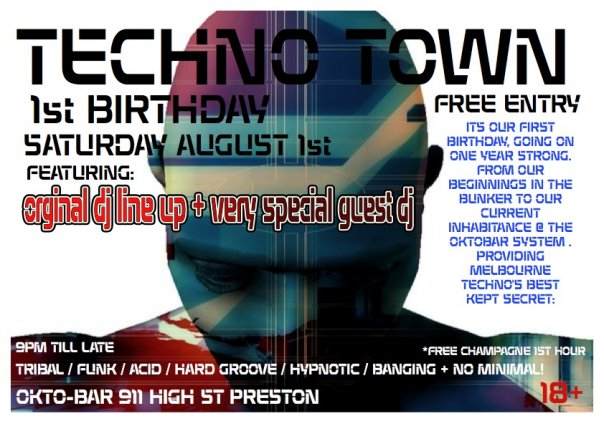 TECHNO TOWN
1st BIRTHDAY
SATURDAY AUGUST 1st
FEATURING:
orginal dj line up + very special guest dj
FREE ENTRY
ITS OUR FIRST
BIRTHDAY, GOING ON
ONE YEAR STRONG.
FROM OUR
BEGINNINGS IN THE
BUNKER TO OUR
CURRENT
INHABITANCE @ THE
OKTOBAR SYSTEM .
PROVIDING
MELBOURNE
TECHNO'S BEST
KEPT SECRET:
9PM TILL LATE
*FREE CHAMPAGNE 1ST HOUR
TRIBAL / FUNK / ACID / HARD GROOVE / HYPNOTIC / BANGING + NO MINIMAL!
OKTO-BAR 911 HIGH ST PRESTON
18+